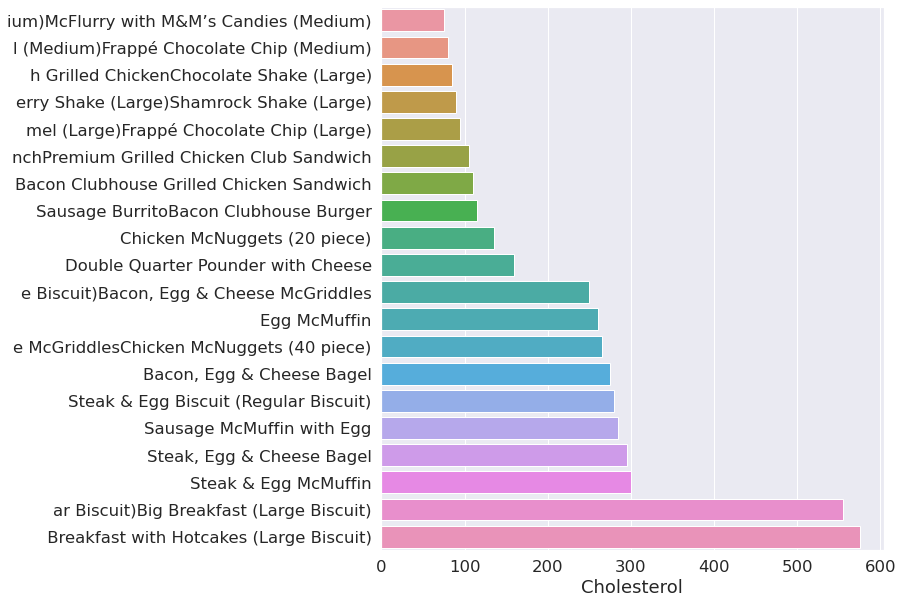 ium)McFlurry with M&M’s Candies (Medium)
l (Medium)Frappé Chocolate Chip (Medium)
h Grilled ChickenChocolate Shake (Large)
erry Shake (Large)Shamrock Shake (Large)
mel (Large)Frappé Chocolate Chip (Large)
nchPremium Grilled Chicken Club Sandwich
Bacon Clubhouse Grilled Chicken Sandwich
Sausage BurritoBacon Clubhouse Burger
Chicken McNuggets (20 piece)
Double Quarter Pounder with Cheese
e Biscuit)Bacon, Egg & Cheese McGriddles
Egg McMuffin
e McGriddlesChicken McNuggets (40 piece)
Bacon, Egg & Cheese Bagel
Steak & Egg Biscuit (Regular Biscuit)
Sausage McMuffin with Egg
Steak, Egg & Cheese Bagel
Steak & Egg McMuffin
ar Biscuit)Big Breakfast (Large Biscuit)
Breakfast with Hotcakes (Large Biscuit)
0 100 200 300 400 500 600
Cholesterol